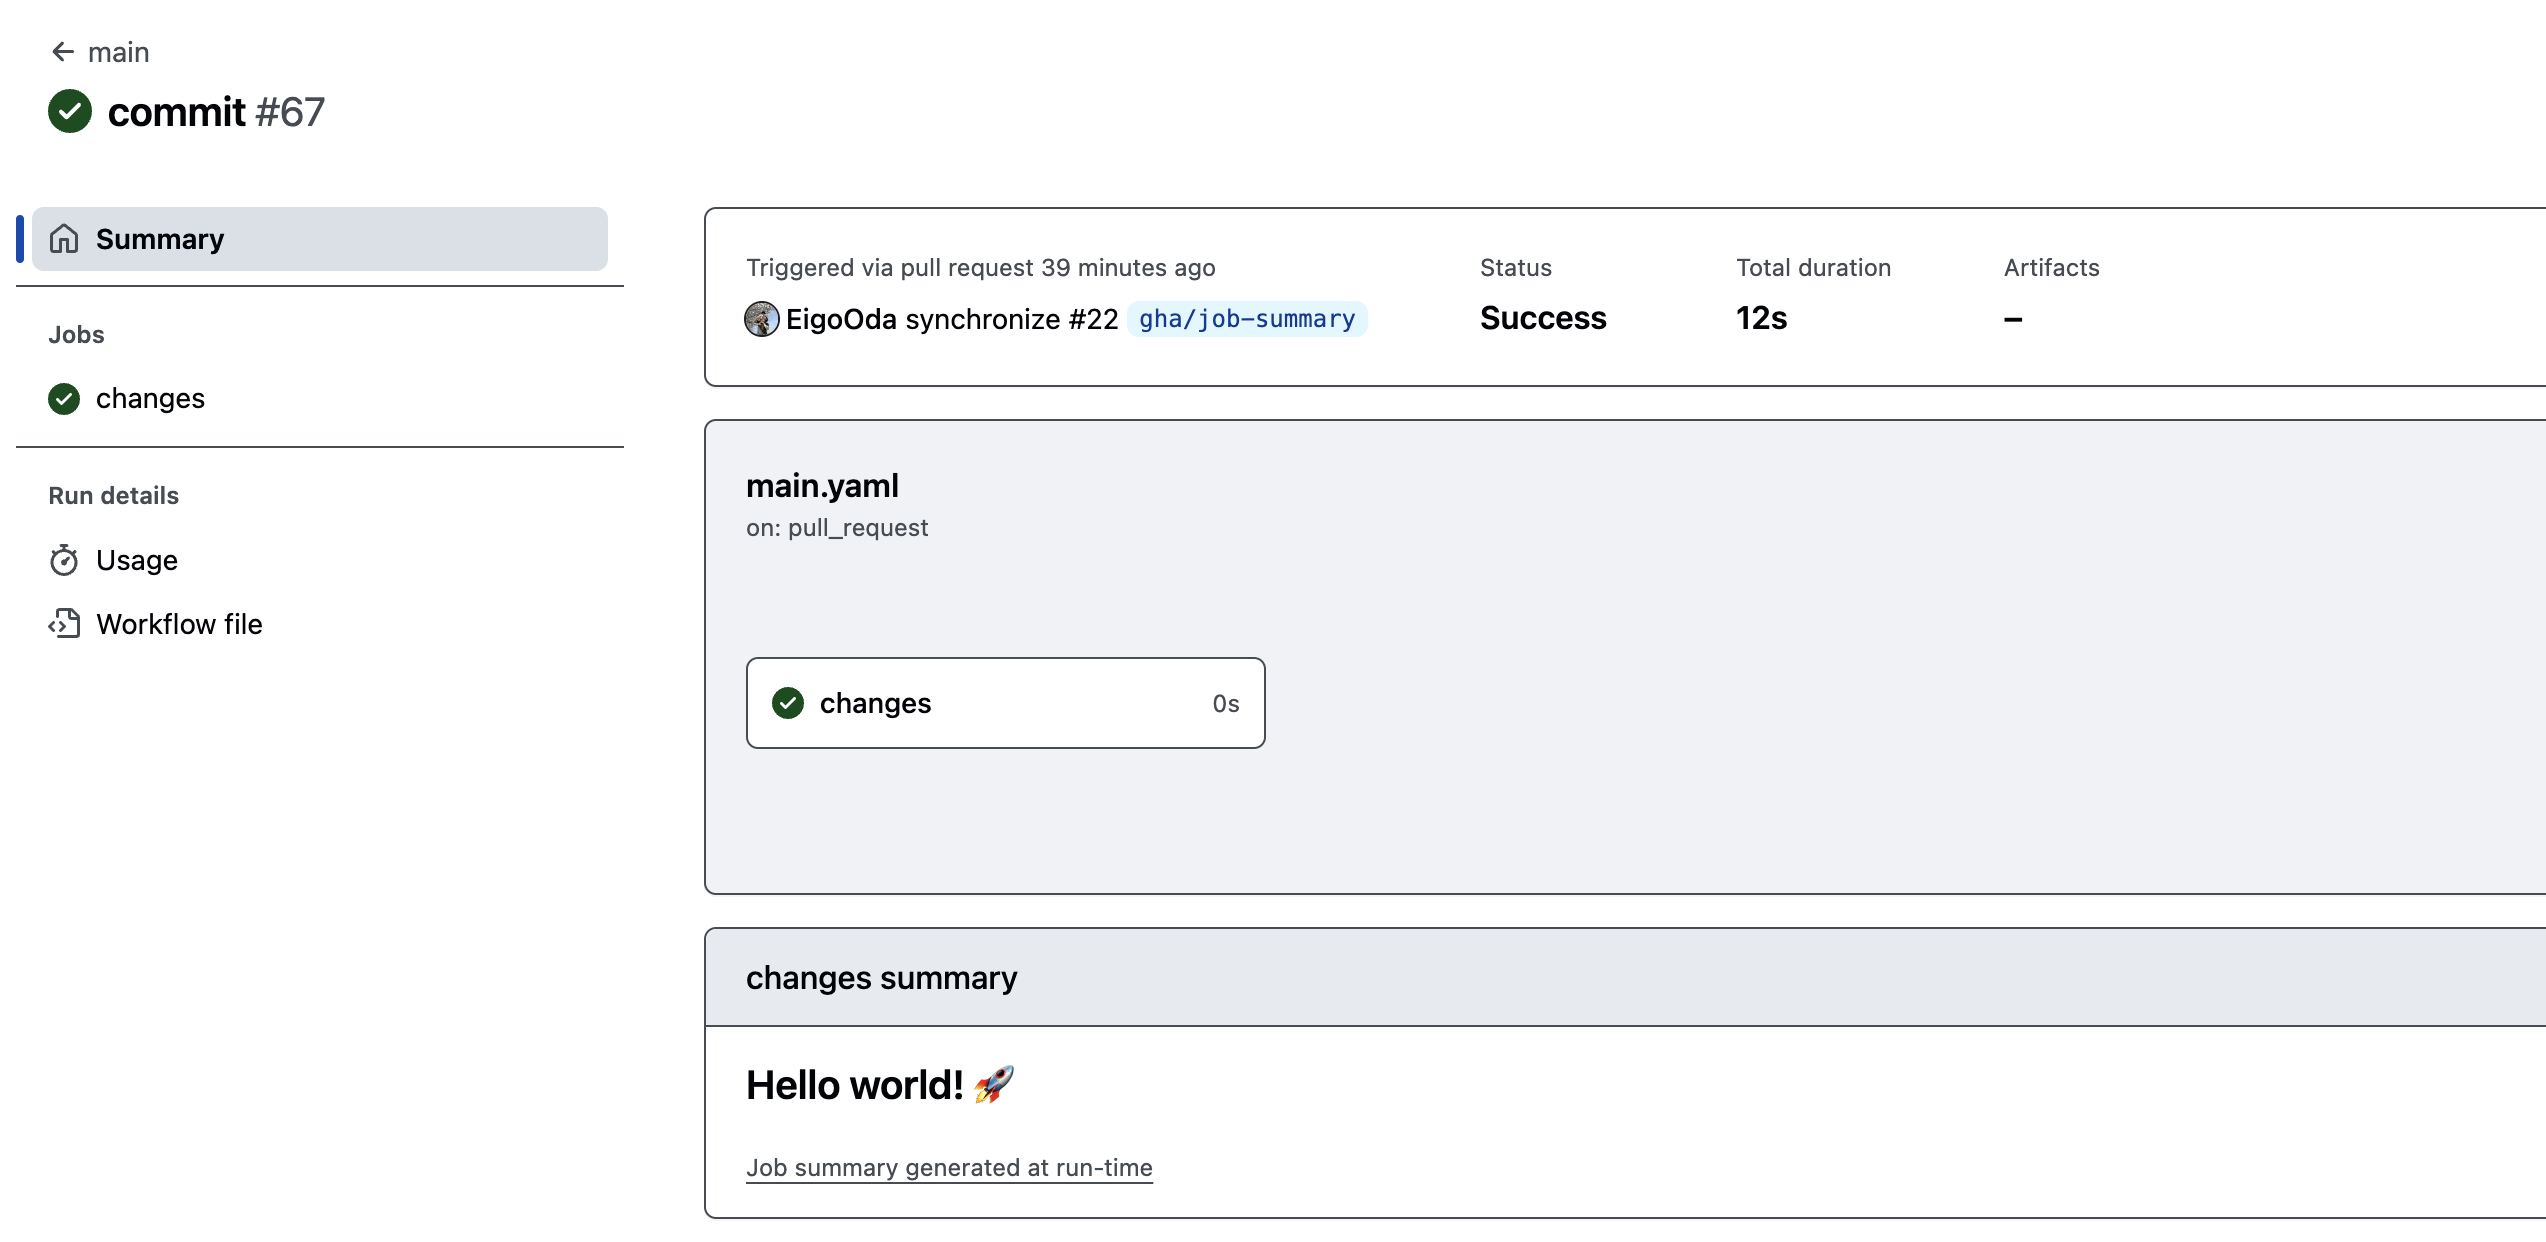 main
commit #67
Summary
Jobs
changes
Run details
Usage
Workflow file
Triggered via pull request 39 minutes ago
EigoOda synchronize #22 gha/job-summary
Status
Success
Total duration
12s
Artifacts
–
main.yaml
on: pull_request
changes 0s
changes summary
Hello world! 🚀
Job summary generated at run-time